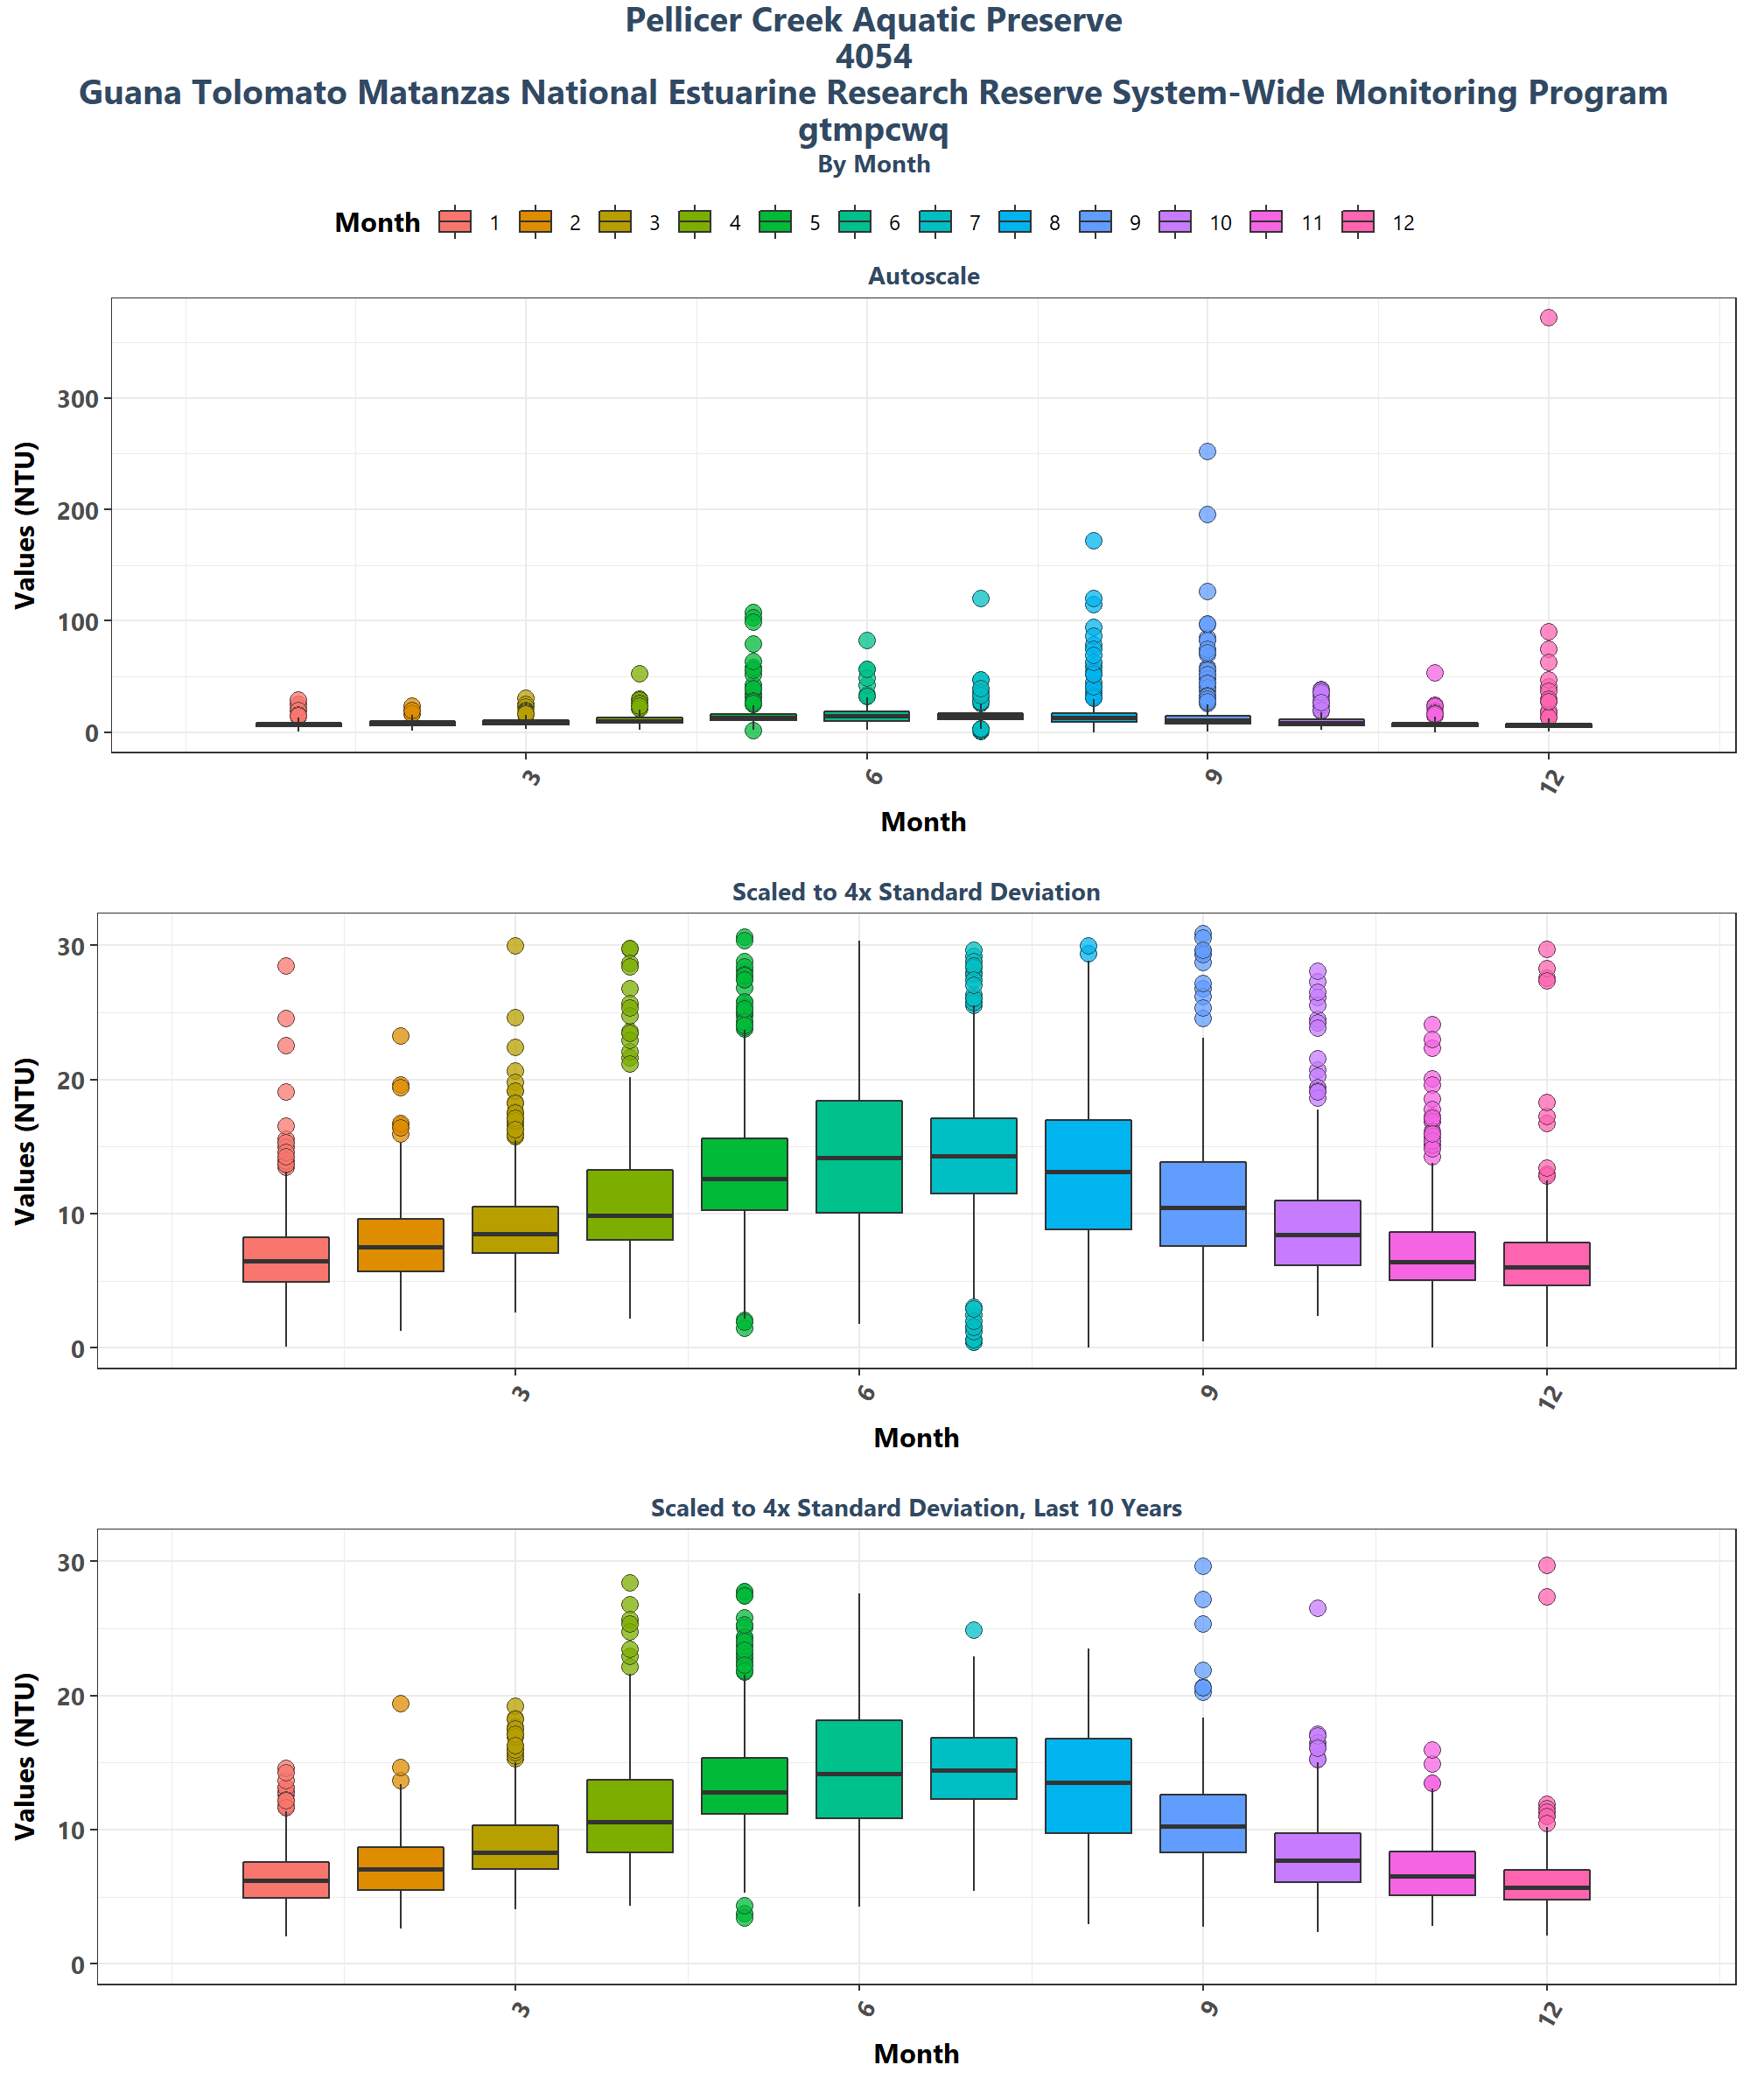 Pellicer Creek Aquatic Preserve
4054
Guana Tolomato Matanzas National Estuarine Research Reserve System-Wide Monitoring Program
gtmpcwq
By Month
Month 1 2 3 4 5 6 7 8 9 10 11 12
Autoscale
Values (NTU)
300
200
100
0
3 6 9 12
Month
Scaled to 4x Standard Deviation
Values (NTU)
30
20
10
0
3 6 9 12
Month
Scaled to 4x Standard Deviation, Last 10 Years
Values (NTU)
30
20
10
0
3 6 9 12
Month